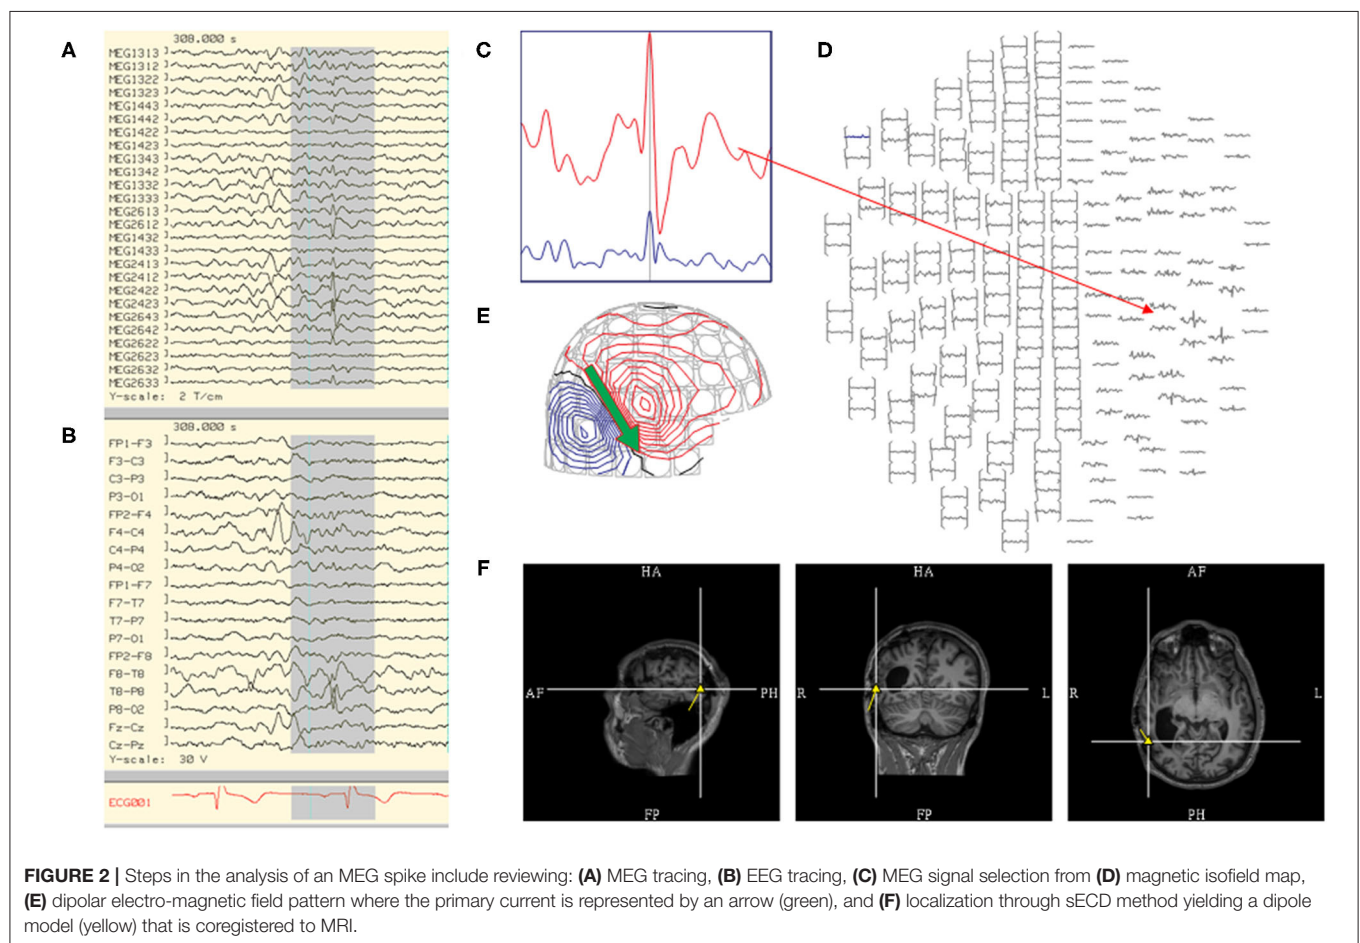 A
308.000 s
MEG1313
MEG1312
MEG1322
MEG1323
MEG1443
MEG1442
MEG1422
MEG1423
MEG1343
MEG1342
MEG1332
MEG1333
MEG2613
MEG2612
MEG1432
MEG1433
MEG2413
MEG2412
MEG2422
MEG2423
MEG2643
MEG2642
MEG2622
MEG2623
MEG2632
MEG2633
Y-scale: 2 T/cm
B
308.000 s
FP1-F3
F3-C3
C3-P3
P3-O1
FP2-F4
F4-C4
C4-P4
P4-O2
FP1-F7
F7-T7
T7-P7
P7-O1
FP2-F8
F8-T8
T8-P8
P8-O2
Fz-Cz
Cz-Pz
Y-scale: 30 V
ECG001
C
D
E
F
HA
AF
PH
FP
HA
R
L
FP
AF
R
L
PH
FIGURE 2 | Steps in the analysis of an MEG spike include reviewing: (A) MEG tracing, (B) EEG tracing, (C) MEG signal selection from (D) magnetic isofield map,
(E) dipolar electro-magnetic field pattern where the primary current is represented by an arrow (green), and (F) localization through sECD method yielding a dipole
model (yellow) that is coregistered to MRI.